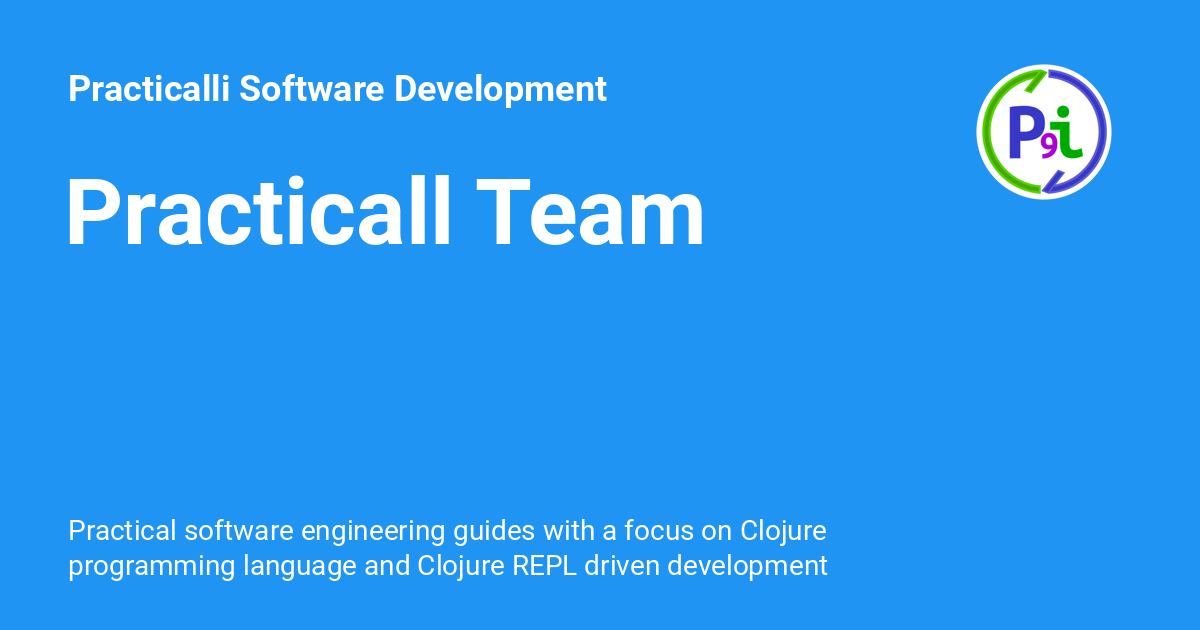 Practicalli Software Development
P9i
Practicall Team
Practical software engineering guides with a focus on Clojure
programming language and Clojure REPL driven development